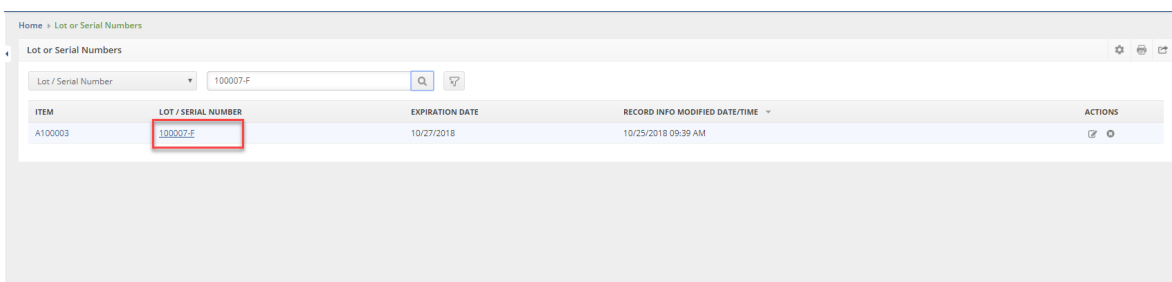 Home › Lot or Serial Numbers
Lot or Serial Numbers
Lot / Serial Number 100007-F
ITEM LOT / SERIAL NUMBER EXPIRATION DATE RECORD INFO MODIFIED DATE/TIME ACTIONS
A100003 100007-F 10/27/2018 10/25/2018 09:39 AM